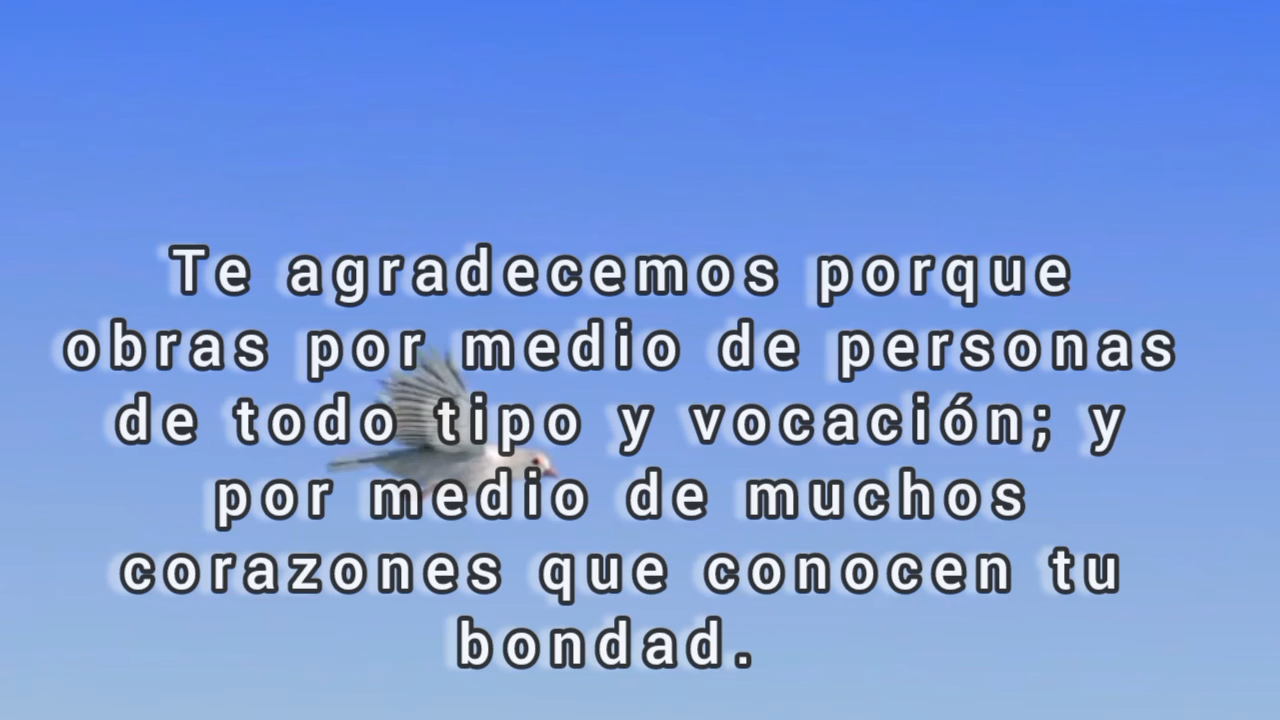 Te agradecemos porque
obras por medio de personas
de todo tipo y vocación; y
por medio de muchos
corazones que conocen tu
bondad.